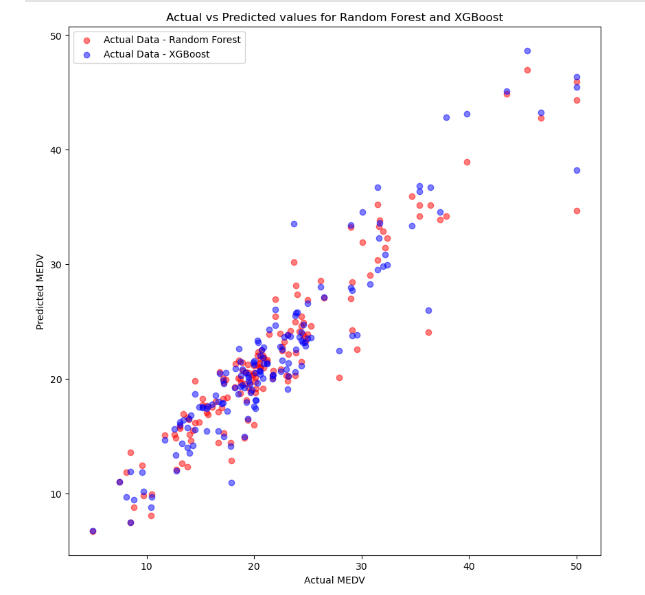 Actual vs Predicted values for Random Forest and XGBoost
Actual Data - Random Forest
Actual Data - XGBoost
50
40
30
20
10
Predicted MEDV
10
20
30
40
50
Actual MEDV